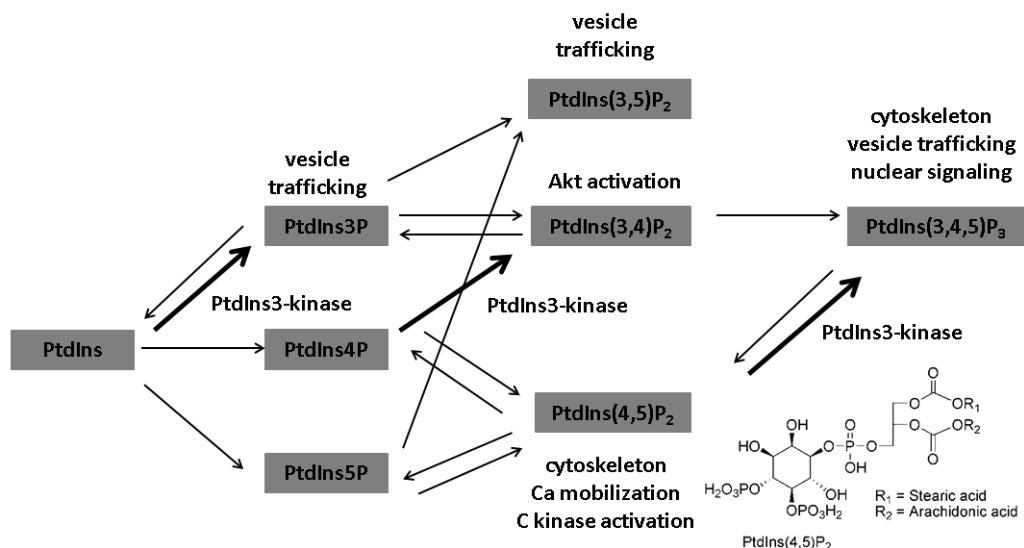 vesicle
trafficking
PtdIns(3,5)P₂
cytoskeleton
vesicle trafficking
nuclear signaling
vesicle
trafficking
Akt activation
PtdIns3P
PtdIns(3,4)P₂
PtdIns(3,4,5)P₃
PtdIns3-kinase
PtdIns3-kinase
PtdIns3-kinase
PtdIns
PtdIns4P
PtdIns(4,5)P₂
PtdIns5P
cytoskeleton
Ca mobilization
C kinase activation
O
O
OR₁
OH
O
OR₂
HO
O
O
P
O
O
HO
OH
H₂O₃PO
OH
OPO₃H₂
R₁ = Stearic acid
R₂ = Arachidonic acid
PtdIns(4,5)P₂